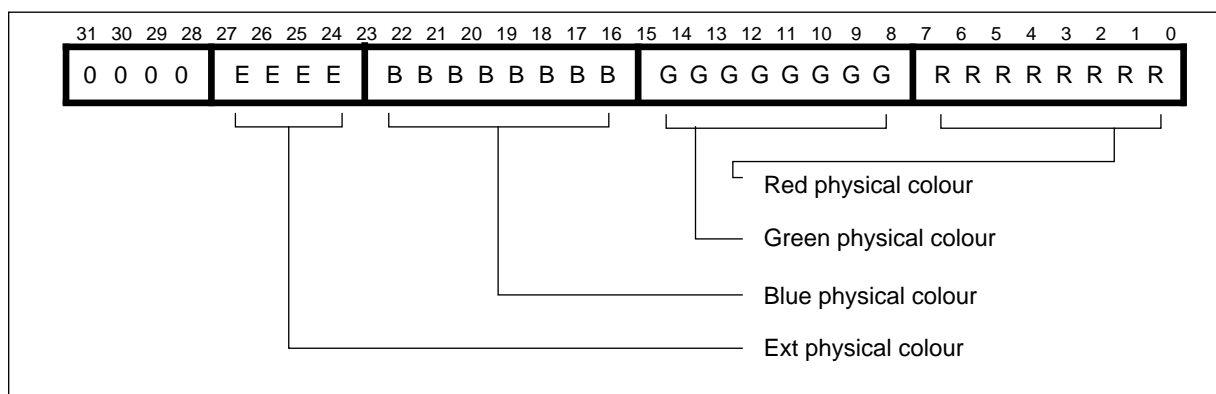 31 30 29 28 27 26 25 24 23 22 21 20 19 18 17 16 15 14 13 12 11 10 9 8 7 6 5 4 3 2 1 0
0 0 0 0 E E E E B B B B B B B B G G G G G G G G R R R R R R R R
Red physical colour
Green physical colour
Blue physical colour
Ext physical colour